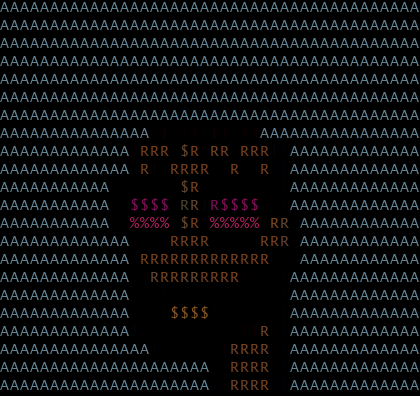 AAAAAAAAAAAAAAAAAAAAAAAAAAAAAAAAAAAAAAAAAA
AAAAAAAAAAAAAAAAAAAAAAAAAAAAAAAAAAAAAAAAAA
AAAAAAAAAAAAAAAAAAAAAAAAAAAAAAAAAAAAAAAAAA
AAAAAAAAAAAAAAAAAAAAAAAAAAAAAAAAAAAAAAAAAA
AAAAAAAAAAAAAAAAAAAAAAAAAAAAAAAAAAAAAAAAAA
AAAAAAAAAAAAAAAAAAAAAAAAAAAAAAAAAAAAAAAAAA
AAAAAAAAAAAAAAAAAAAAAAAAAAAAAAAAAAAAAAAAAA
AAAAAAAAAAAAAAA           AAAAAAAAAAAAAAAA
AAAAAAAAAAAAA RRR $R RR RRR  AAAAAAAAAAAAA
AAAAAAAAAAAAA R  RRRR  R  R  AAAAAAAAAAAAA
AAAAAAAAAAA       $R         AAAAAAAAAAAAA
AAAAAAAAAAA  $$$$ RR R$$$$   AAAAAAAAAAAAA
AAAAAAAAAAA  %%%% $R %%%%% RR AAAAAAAAAAAA
AAAAAAAAAAAAA    RRRR     RRR AAAAAAAAAAAA
AAAAAAAAAAAAA RRRRRRRRRRRRR   AAAAAAAAAAAA
AAAAAAAAAAAAA  RRRRRRRRR     AAAAAAAAAAAAA
AAAAAAAAAAAAA                AAAAAAAAAAAAA
AAAAAAAAAAAAA    $$$$        AAAAAAAAAAAAA
AAAAAAAAAAAAA             R  AAAAAAAAAAAAA
AAAAAAAAAAAAAAA        RRRR  AAAAAAAAAAAAA
AAAAAAAAAAAAAAAAAAAAA  RRRR  AAAAAAAAAAAAA
AAAAAAAAAAAAAAAAAAAAA  RRRR  AAAAAAAAAAAAA